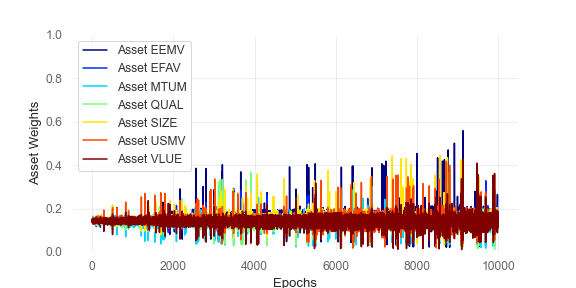 1.0
0.8
0.6
0.4
0.2
0.0
Asset Weights
Asset EEMV
Asset EFAV
Asset MTUM
Asset QUAL
Asset SIZE
Asset USMV
Asset VLUE
0 2000 4000 6000 8000 10000
Epochs